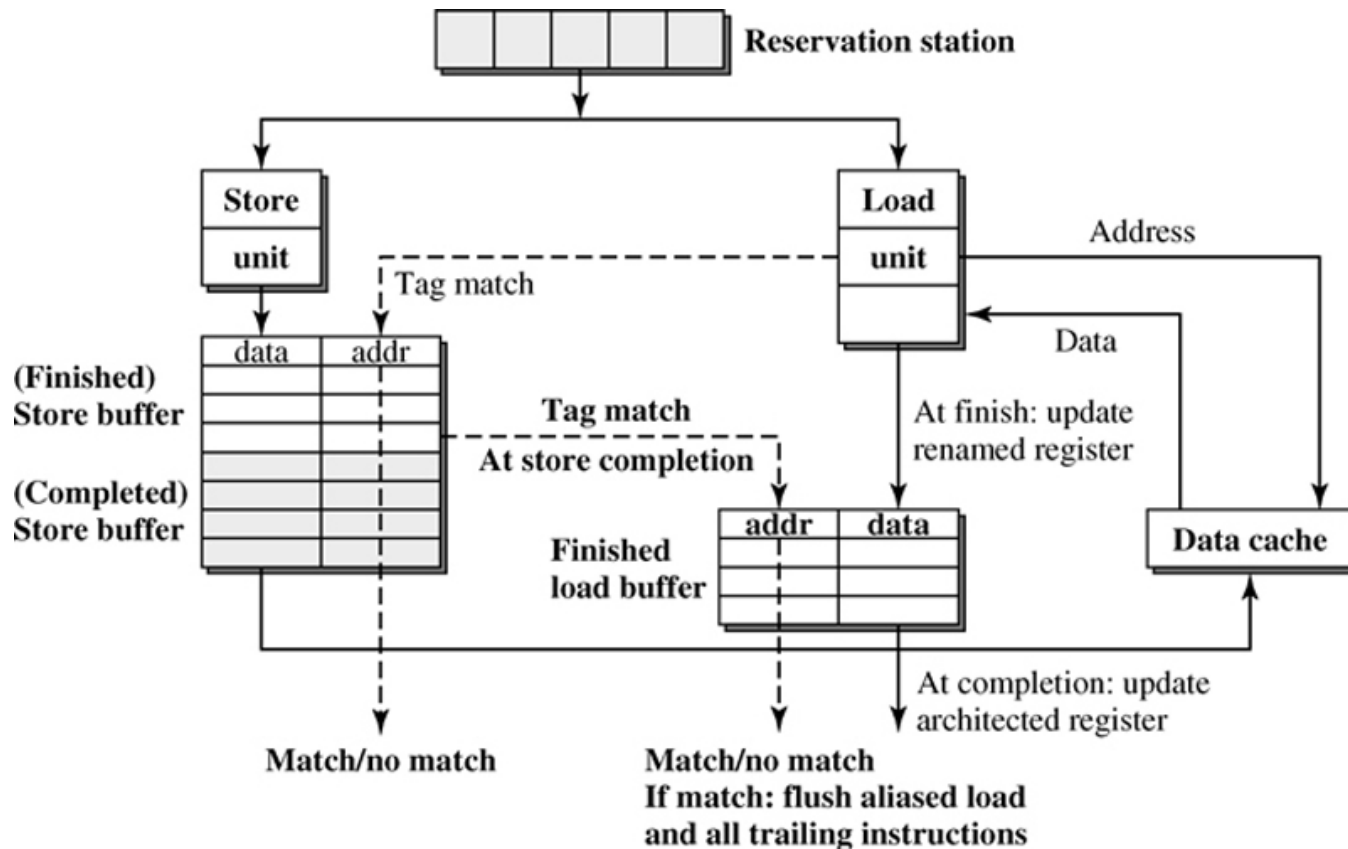 Reservation station
Store
unit
Load
unit
Address
Tag match
Data
data addr
(Finished)
Store buffer
Tag match
At store completion
At finish: update
renamed register
(Completed)
Store buffer
addr data
Finished
load buffer
Data cache
At completion: update
architected register
Match/no match
Match/no match
If match: flush aliased load
and all trailing instructions